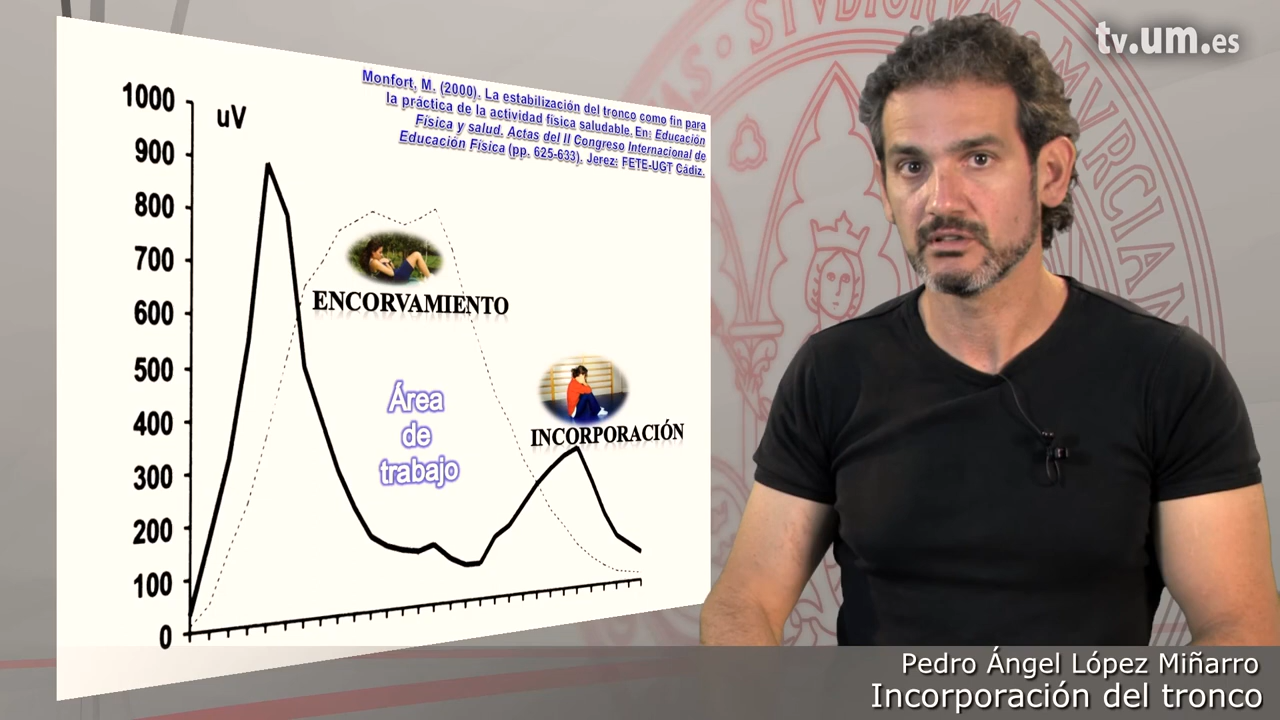 tv.um.es
STVDIORVM
MVRCIAN
Monfort, M. (2000). La estabilización del tronco como fin para
la práctica de la actividad física saludable. En: Educación
Física y salud. Actas del II Congreso Internacional de
Educación Física (pp. 625-633). Jerez: FETE-UGT Cádiz.
uV
1000
900
800
700
600
500
400
300
200
100
0
ENCORVAMIENTO
Área
de
trabajo
INCORPORACIÓN
Pedro Ángel López Miñarro
Incorporación del tronco